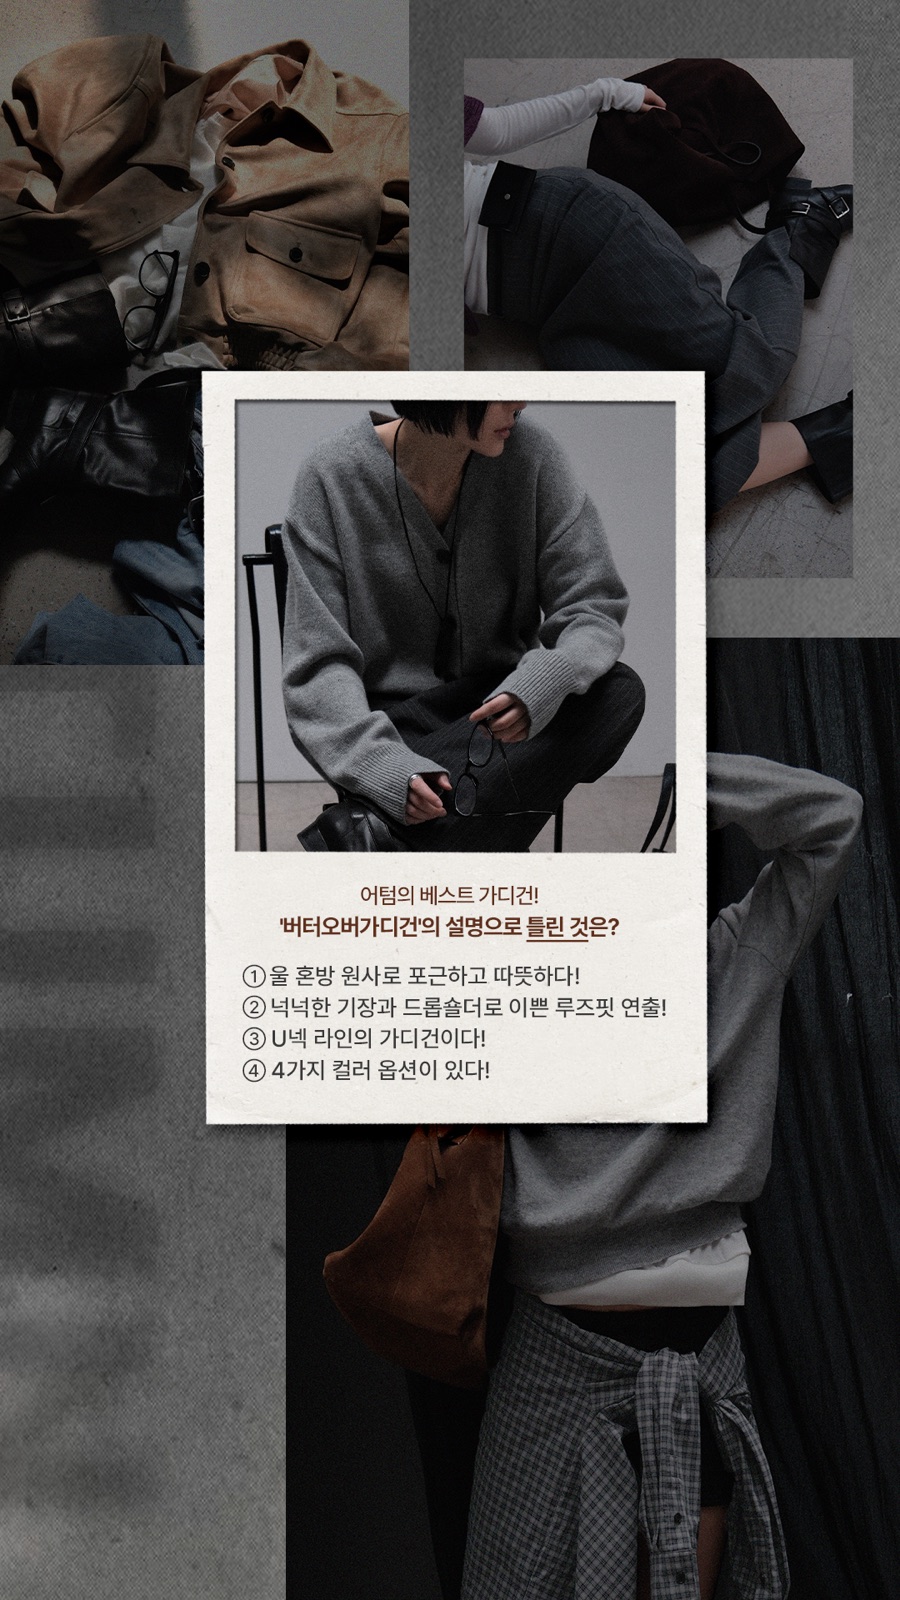 어텀의 베스트 가디건!
'버터오버가디건'의 설명으로 틀린 것은?
① 울 혼방 원사로 포근하고 따뜻하다!
② 넉넉한 기장과 드롭숄더로 이쁜 루즈핏 연출!
③ U넥 라인의 가디건이다!
④ 4가지 컬러 옵션이 있다!